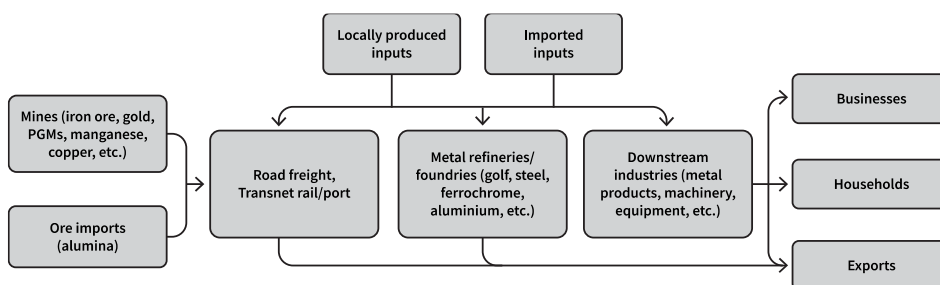 Locally produced
inputs
Imported
inputs
Mines (iron ore, gold,
PGMs, manganese,
copper, etc.)
Ore imports
(alumina)
Road freight,
Transnet rail/port
Metal refineries/
foundries (golf, steel,
ferrochrome,
aluminium, etc.)
Downstream
industries (metal
products, machinery,
equipment, etc.)
Businesses
Households
Exports